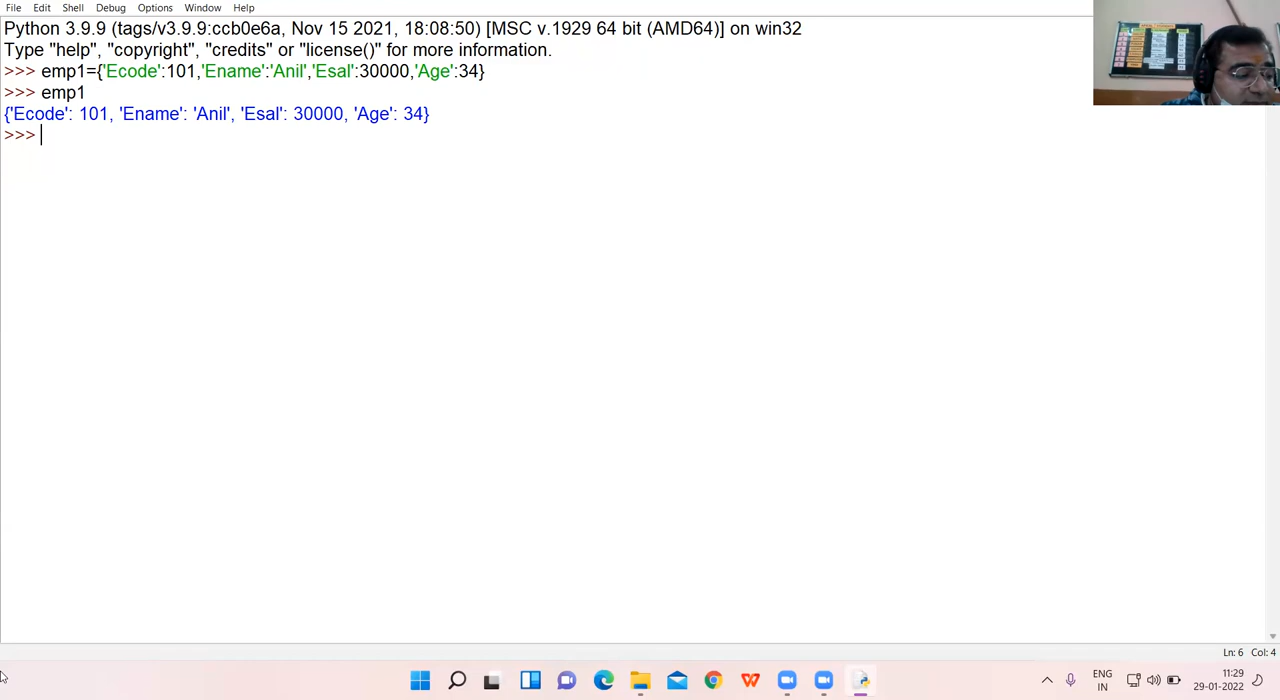 File Edit Shell Debug Options Window Help
Python 3.9.9 (tags/v3.9.9:ccb0e6a, Nov 15 2021, 18:08:50) [MSC v.1929 64 bit (AMD64)] on win32
Type "help", "copyright", "credits" or "license()" for more information.
>>> emp1={'Ecode':101,'Ename':'Anil','Esal':30000,'Age':34}
>>> emp1
{'Ecode': 101, 'Ename': 'Anil', 'Esal': 30000, 'Age': 34}
>>>
Ln: 6 Col: 4
ENG 11:29
IN 29-01-2022